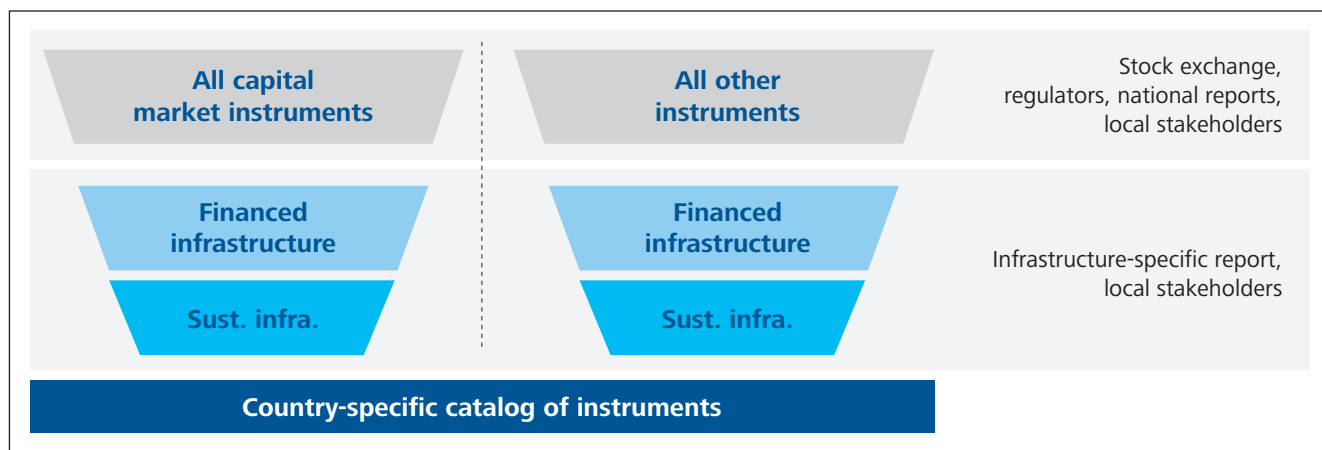 All capital
market instruments
All other
instruments
Stock exchange,
regulators, national reports,
local stakeholders
Financed
infrastructure
Financed
infrastructure
Infrastructure-specific report,
local stakeholders
Sust. infra.
Sust. infra.
Country-specific catalog of instruments